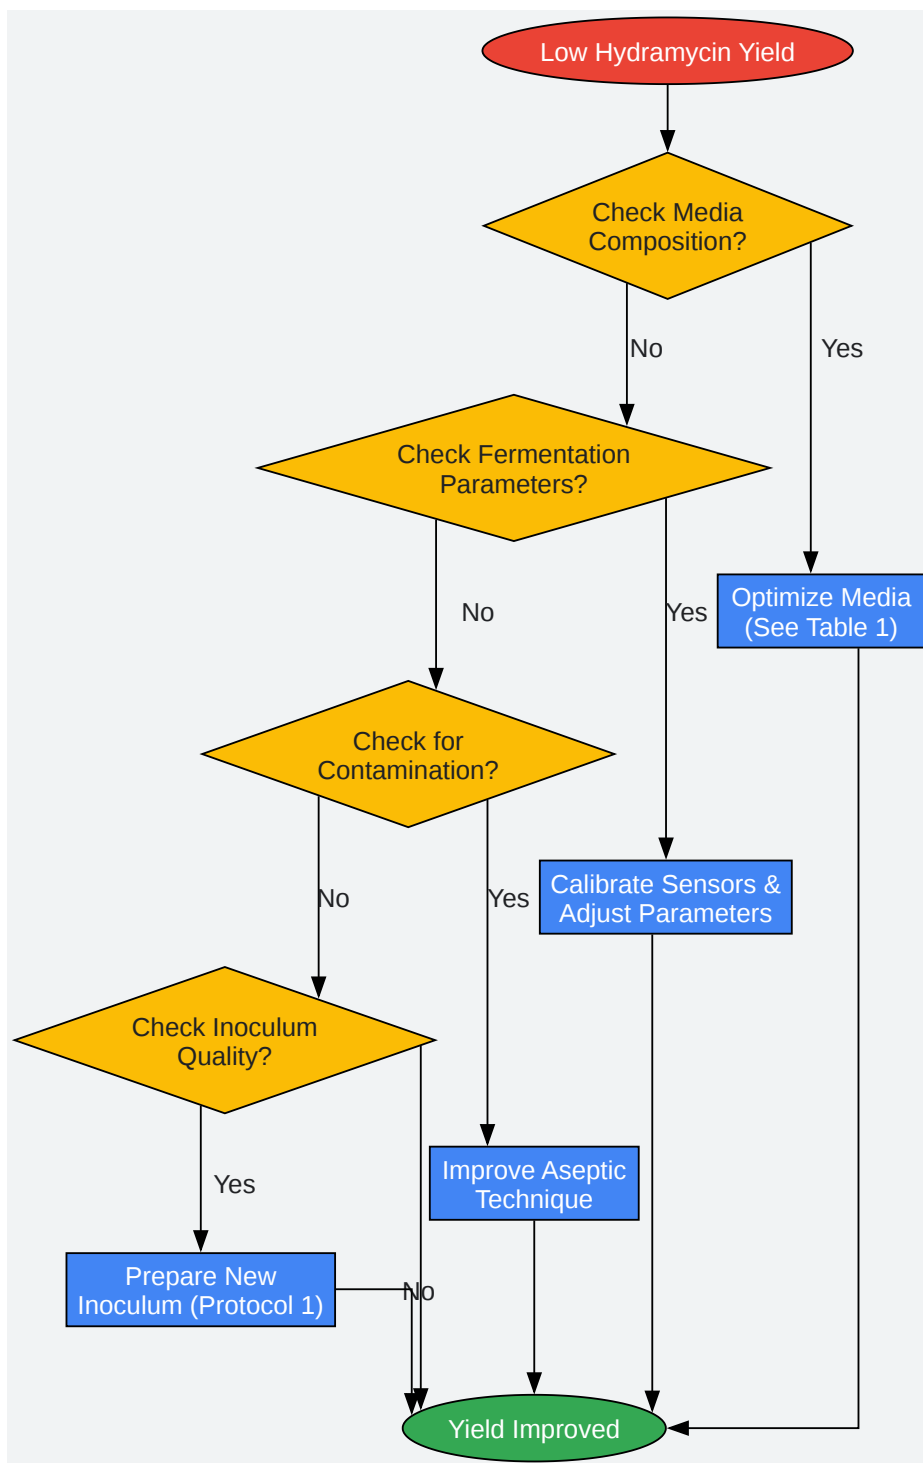 Low Hydramycin Yield
Check Media
Composition?
No
Yes
Check Fermentation
Parameters?
No
Yes
Optimize Media
(See Table 1)
Check for
Contamination?
No
Yes
Calibrate Sensors &
Adjust Parameters
Check Inoculum
Quality?
Yes
Improve Aseptic
Technique
Prepare New
Inoculum (Protocol 1)
No
Yield Improved